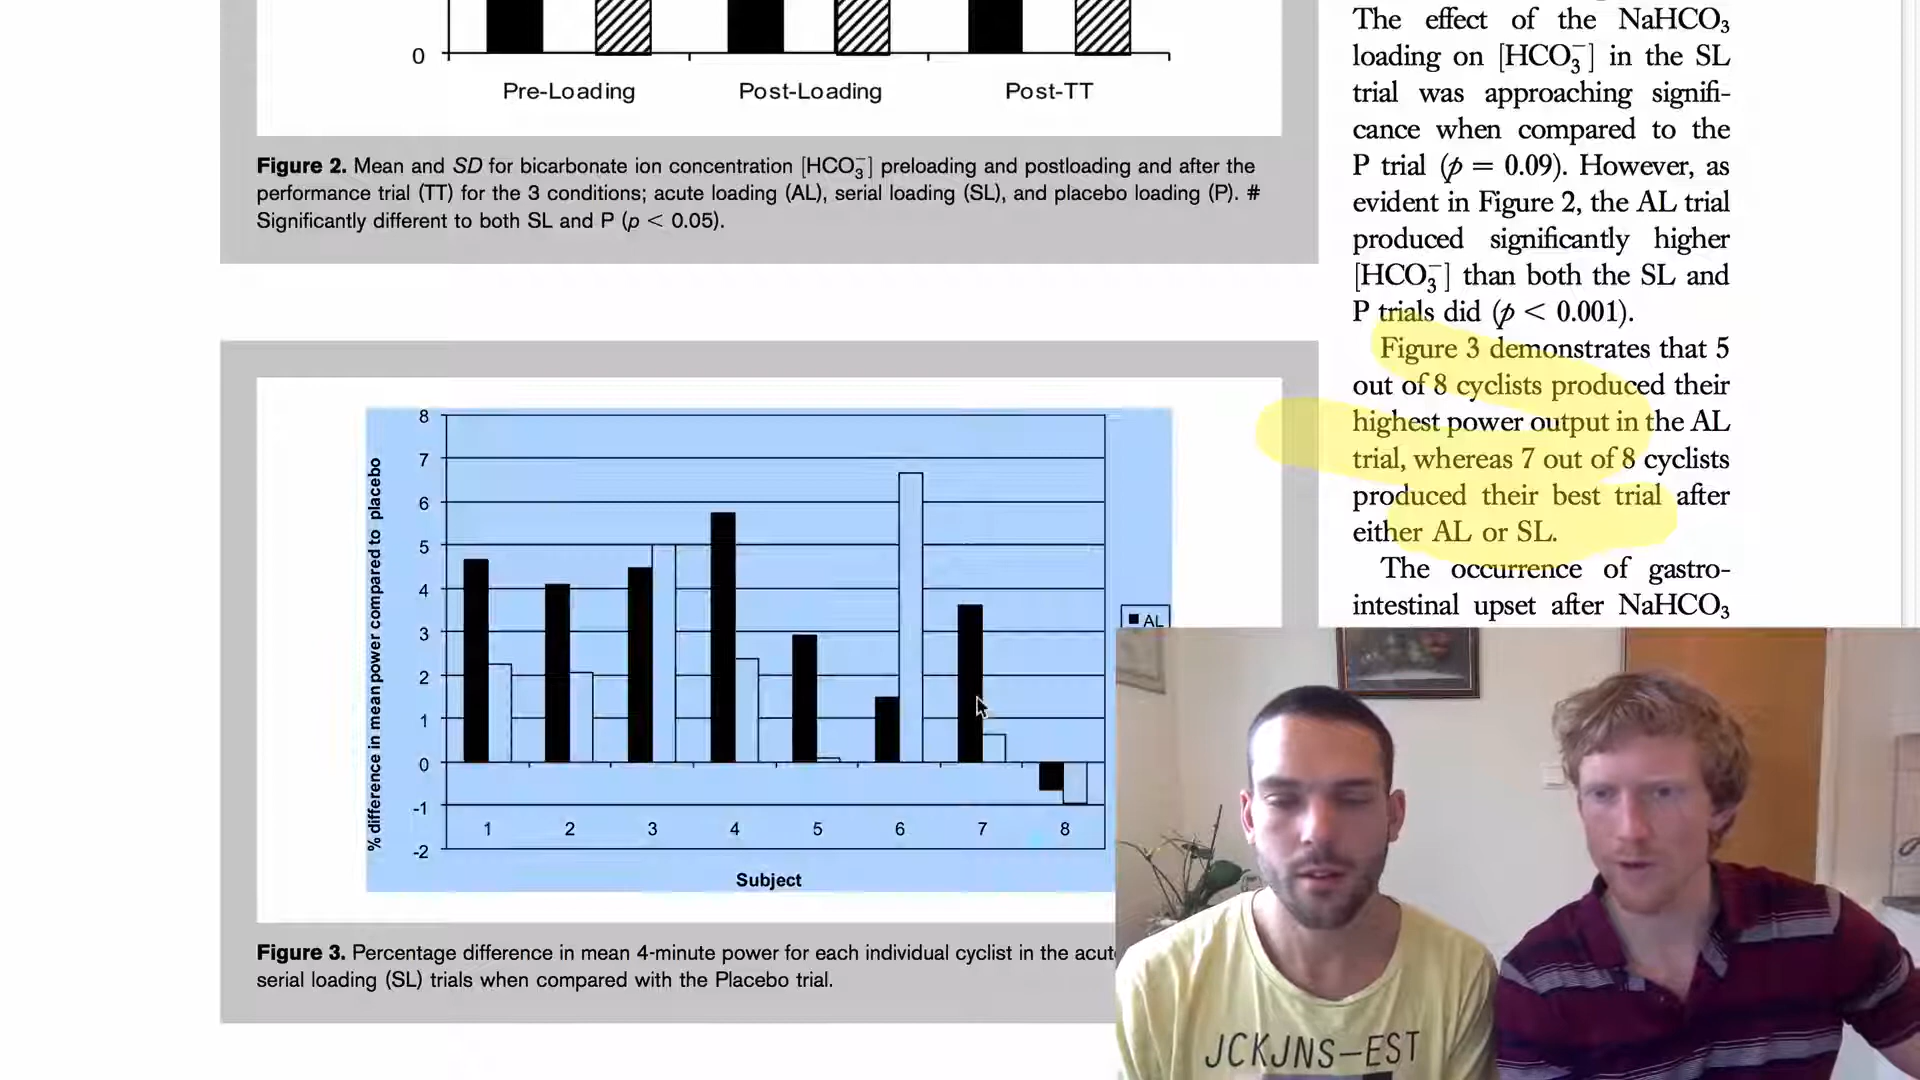 0
Pre-Loading Post-Loading Post-TT
Figure 2. Mean and SD for bicarbonate ion concentration [HCO₃⁻] preloading and postloading and after the
performance trial (TT) for the 3 conditions; acute loading (AL), serial loading (SL), and placebo loading (P). #
Significantly different to both SL and P (p < 0.05).
8
7
6
5
4
3
2
1
0
-1
-2
% difference in mean power compared to placebo
1 2 3 4 5 6 7 8
Subject
AL
Figure 3. Percentage difference in mean 4-minute power for each individual cyclist in the acute
serial loading (SL) trials when compared with the Placebo trial.
The effect of the NaHCO₃
loading on [HCO₃⁻] in the SL
trial was approaching signifi-
cance when compared to the
P trial (p = 0.09). However, as
evident in Figure 2, the AL trial
produced significantly higher
[HCO₃⁻] than both the SL and
P trials did (p < 0.001).
Figure 3 demonstrates that 5
out of 8 cyclists produced their
highest power output in the AL
trial, whereas 7 out of 8 cyclists
produced their best trial after
either AL or SL.
The occurrence of gastro-
intestinal upset after NaHCO₃
JCKJNS-EST